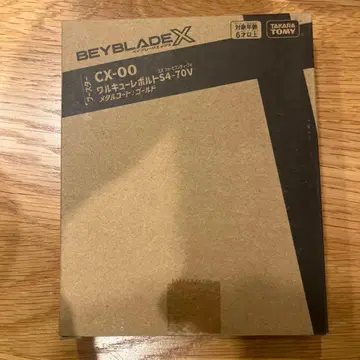 BEYBLADE X
対象年齢
6才以上
TAKARA
TOMY
ブースター
CX-00
ワルキューレボルトS4-70V
メタルコート:ゴールド